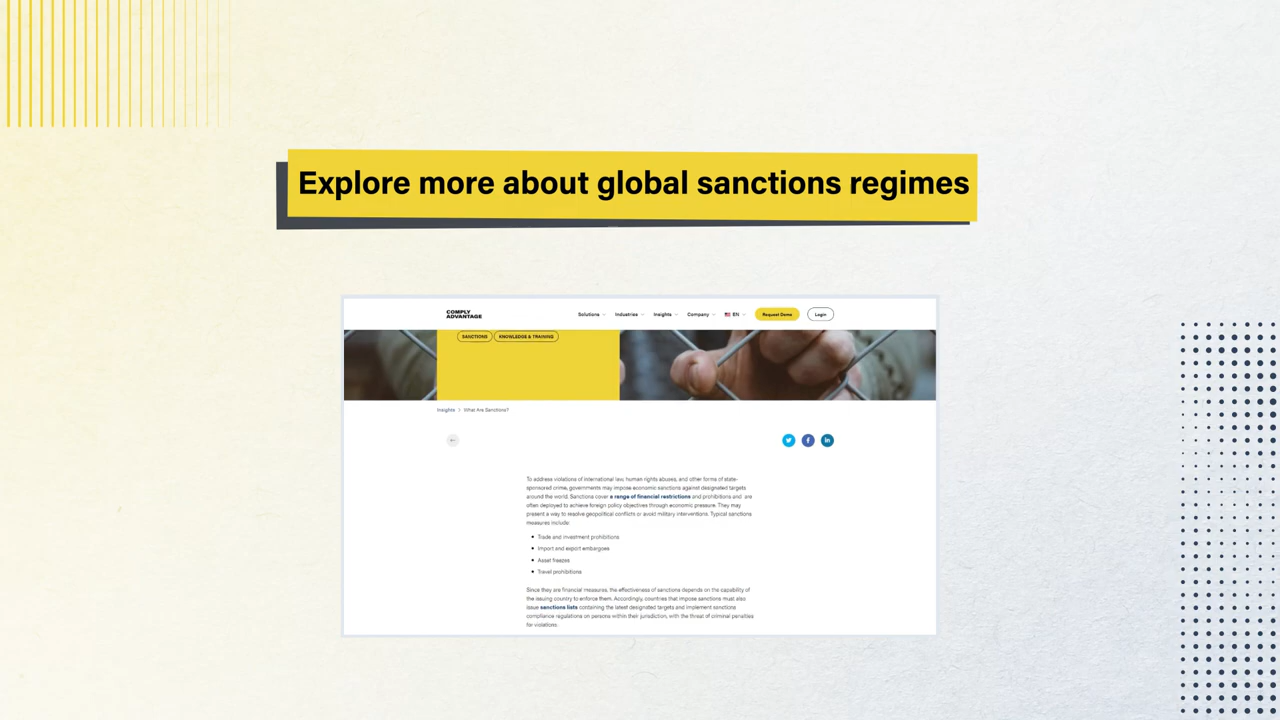 Explore more about global sanctions regimes
COMPLY
ADVANTAGE
Solutions
Industries
Insights
Company
EN
Request Demo
Login
SANCTIONS
KNOWLEDGE & TRAINING
Insights > What Are Sanctions?
To address violations of international law, human rights abuses, and other forms of state-
sponsored crime, governments may impose economic sanctions against designated targets
around the world. Sanctions cover a range of financial restrictions and prohibitions and are
often deployed to achieve foreign policy objectives through economic pressure. They may
present a way to resolve geopolitical conflicts or avoid military interventions. Typical sanctions
measures include:
• Trade and investment prohibitions
• Import and export embargoes
• Asset freezes
• Travel prohibitions
Since they are financial measures, the effectiveness of sanctions depends on the capability of
the issuing country to enforce them. Accordingly, countries that impose sanctions must also
issue sanctions lists containing the latest designated targets and implement sanctions
compliance regulations on persons within their jurisdiction, with the threat of criminal penalties
for violations.